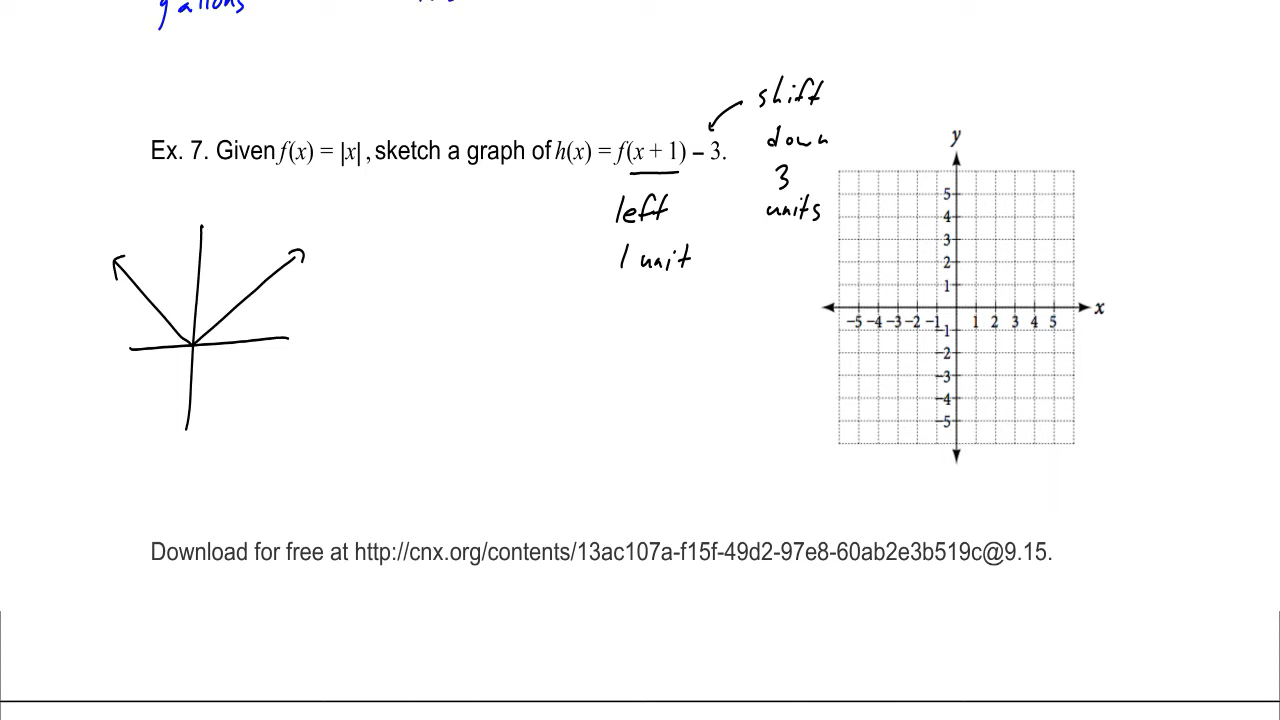 gallons
shift
down
3
units
Ex. 7. Given f(x) = |x|, sketch a graph of h(x) = f(x + 1) – 3.
left
1 unit
y
5
4
3
2
1
–5 –4 –3 –2 –1 1 2 3 4 5 x
–1
–2
–3
–4
–5
Download for free at http://cnx.org/contents/13ac107a-f15f-49d2-97e8-60ab2e3b519c@9.15.